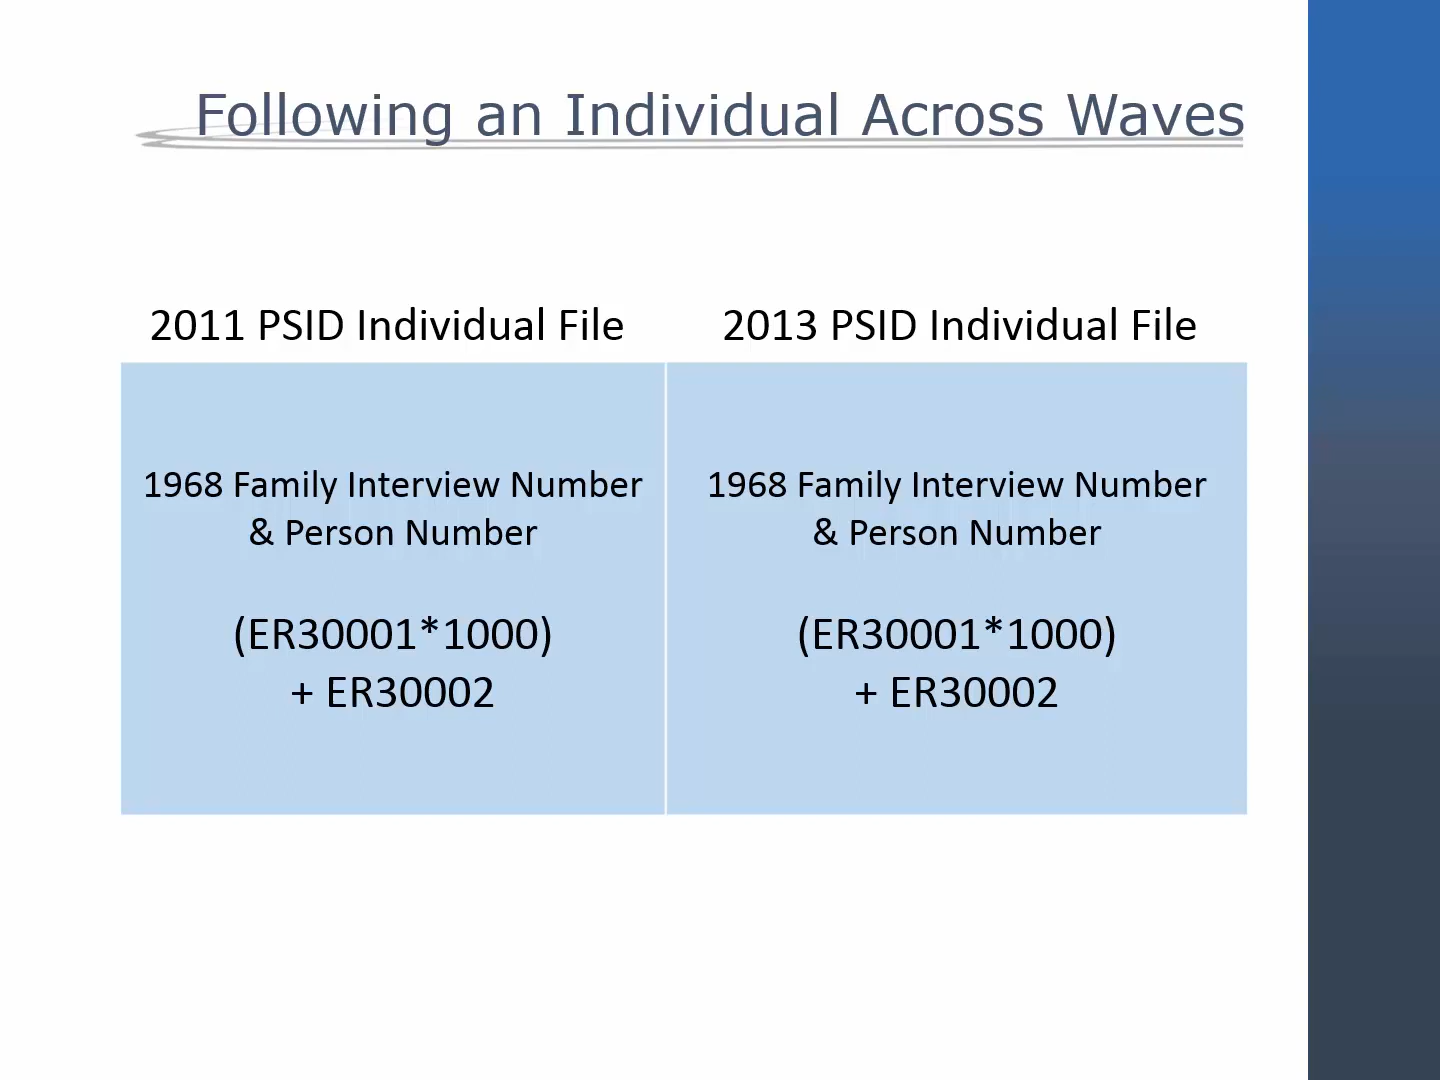 Following an Individual Across Waves
2011 PSID Individual File
2013 PSID Individual File
1968 Family Interview Number
& Person Number
(ER30001*1000)
+ ER30002
1968 Family Interview Number
& Person Number
(ER30001*1000)
+ ER30002